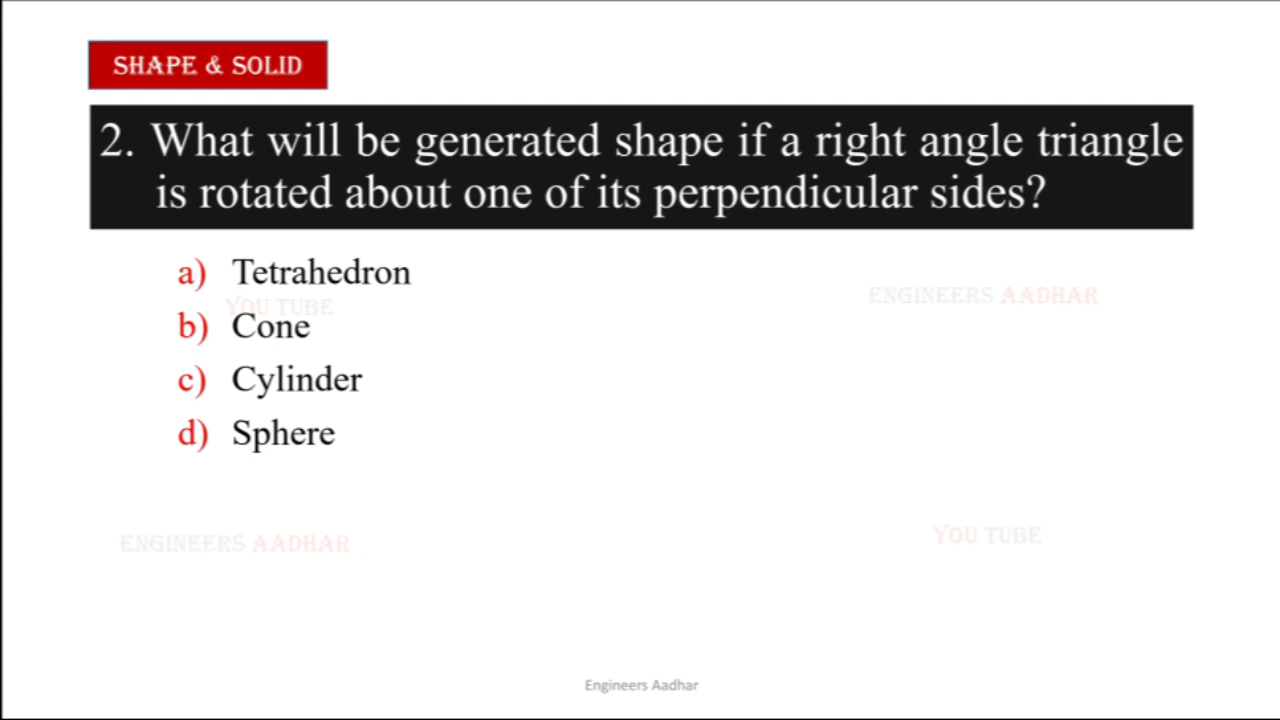 SHAPE & SOLID
2. What will be generated shape if a right angle triangle
is rotated about one of its perpendicular sides?
a) Tetrahedron
YOU TUBE
ENGINEERS AADHAR
b) Cone
c) Cylinder
d) Sphere
ENGINEERS AADHAR
YOU TUBE
Engineers Aadhar